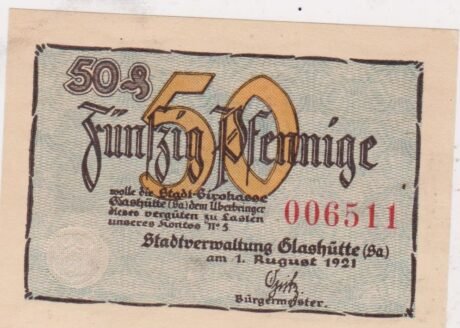 50 ₰
50
Fünfzig Pfennige
wolle die Stadt-Girokasse
Glashütte (Sa) dem Überbringer
dieses vergüten zu Lasten
unseres Kontos No 5
006511
Stadtverwaltung Glashütte (Sa)
am 1. August 1921
Bürgermeister.